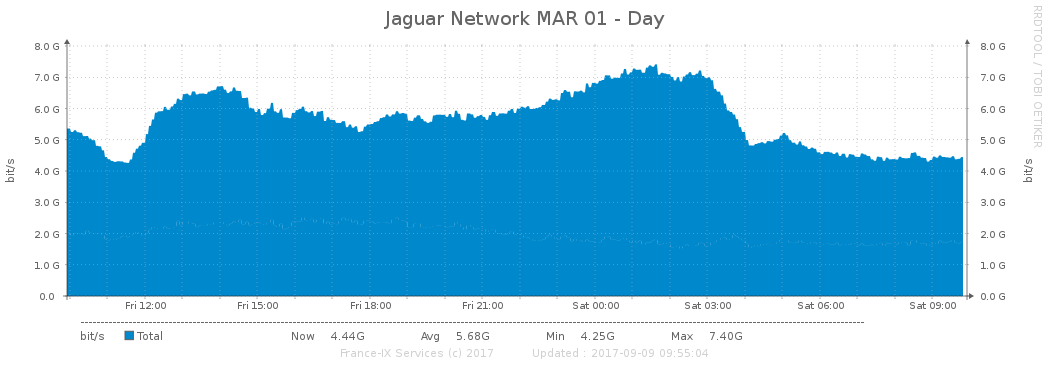 Jaguar Network MAR 01 - Day
RRDTOOL / TOBI OETIKER
8.0 G 8.0 G
7.0 G 7.0 G
6.0 G 6.0 G
5.0 G 5.0 G
4.0 G 4.0 G
3.0 G 3.0 G
2.0 G 2.0 G
1.0 G 1.0 G
0.0 0.0 G
bit/s
bit/s
Fri 12:00 Fri 15:00 Fri 18:00 Fri 21:00 Sat 00:00 Sat 03:00 Sat 06:00 Sat 09:00
bit/s Total Now 4.44G Avg 5.68G Min 4.25G Max 7.40G
France-IX Services (c) 2017 Updated : 2017-09-09 09:55:04